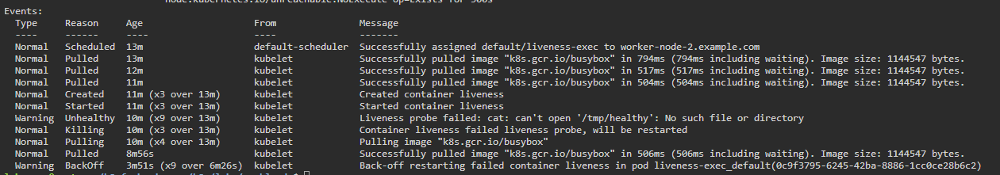 node.kubernetes.io/unreachable:NoExecute op=Exists for 300s
Events:
Type Reason Age From Message
---- ------ ---- ---- -------
Normal Scheduled 13m default-scheduler Successfully assigned default/liveness-exec to worker-node-2.example.com
Normal Pulled 13m kubelet Successfully pulled image "k8s.gcr.io/busybox" in 794ms (794ms including waiting). Image size: 1144547 bytes.
Normal Pulled 12m kubelet Successfully pulled image "k8s.gcr.io/busybox" in 517ms (517ms including waiting). Image size: 1144547 bytes.
Normal Pulled 11m kubelet Successfully pulled image "k8s.gcr.io/busybox" in 504ms (504ms including waiting). Image size: 1144547 bytes.
Normal Created 11m (x3 over 13m) kubelet Created container liveness
Normal Started 11m (x3 over 13m) kubelet Started container liveness
Warning Unhealthy 10m (x9 over 13m) kubelet Liveness probe failed: cat: can't open '/tmp/healthy': No such file or directory
Normal Killing 10m (x3 over 13m) kubelet Container liveness failed liveness probe, will be restarted
Normal Pulling 10m (x4 over 13m) kubelet Pulling image "k8s.gcr.io/busybox"
Normal Pulled 8m56s kubelet Successfully pulled image "k8s.gcr.io/busybox" in 506ms (506ms including waiting). Image size: 1144547 bytes.
Warning BackOff 3m51s (x9 over 6m26s) kubelet Back-off restarting failed container liveness in pod liveness-exec_default(0c9f3795-6245-42ba-8886-1cc0ce28b6c2)